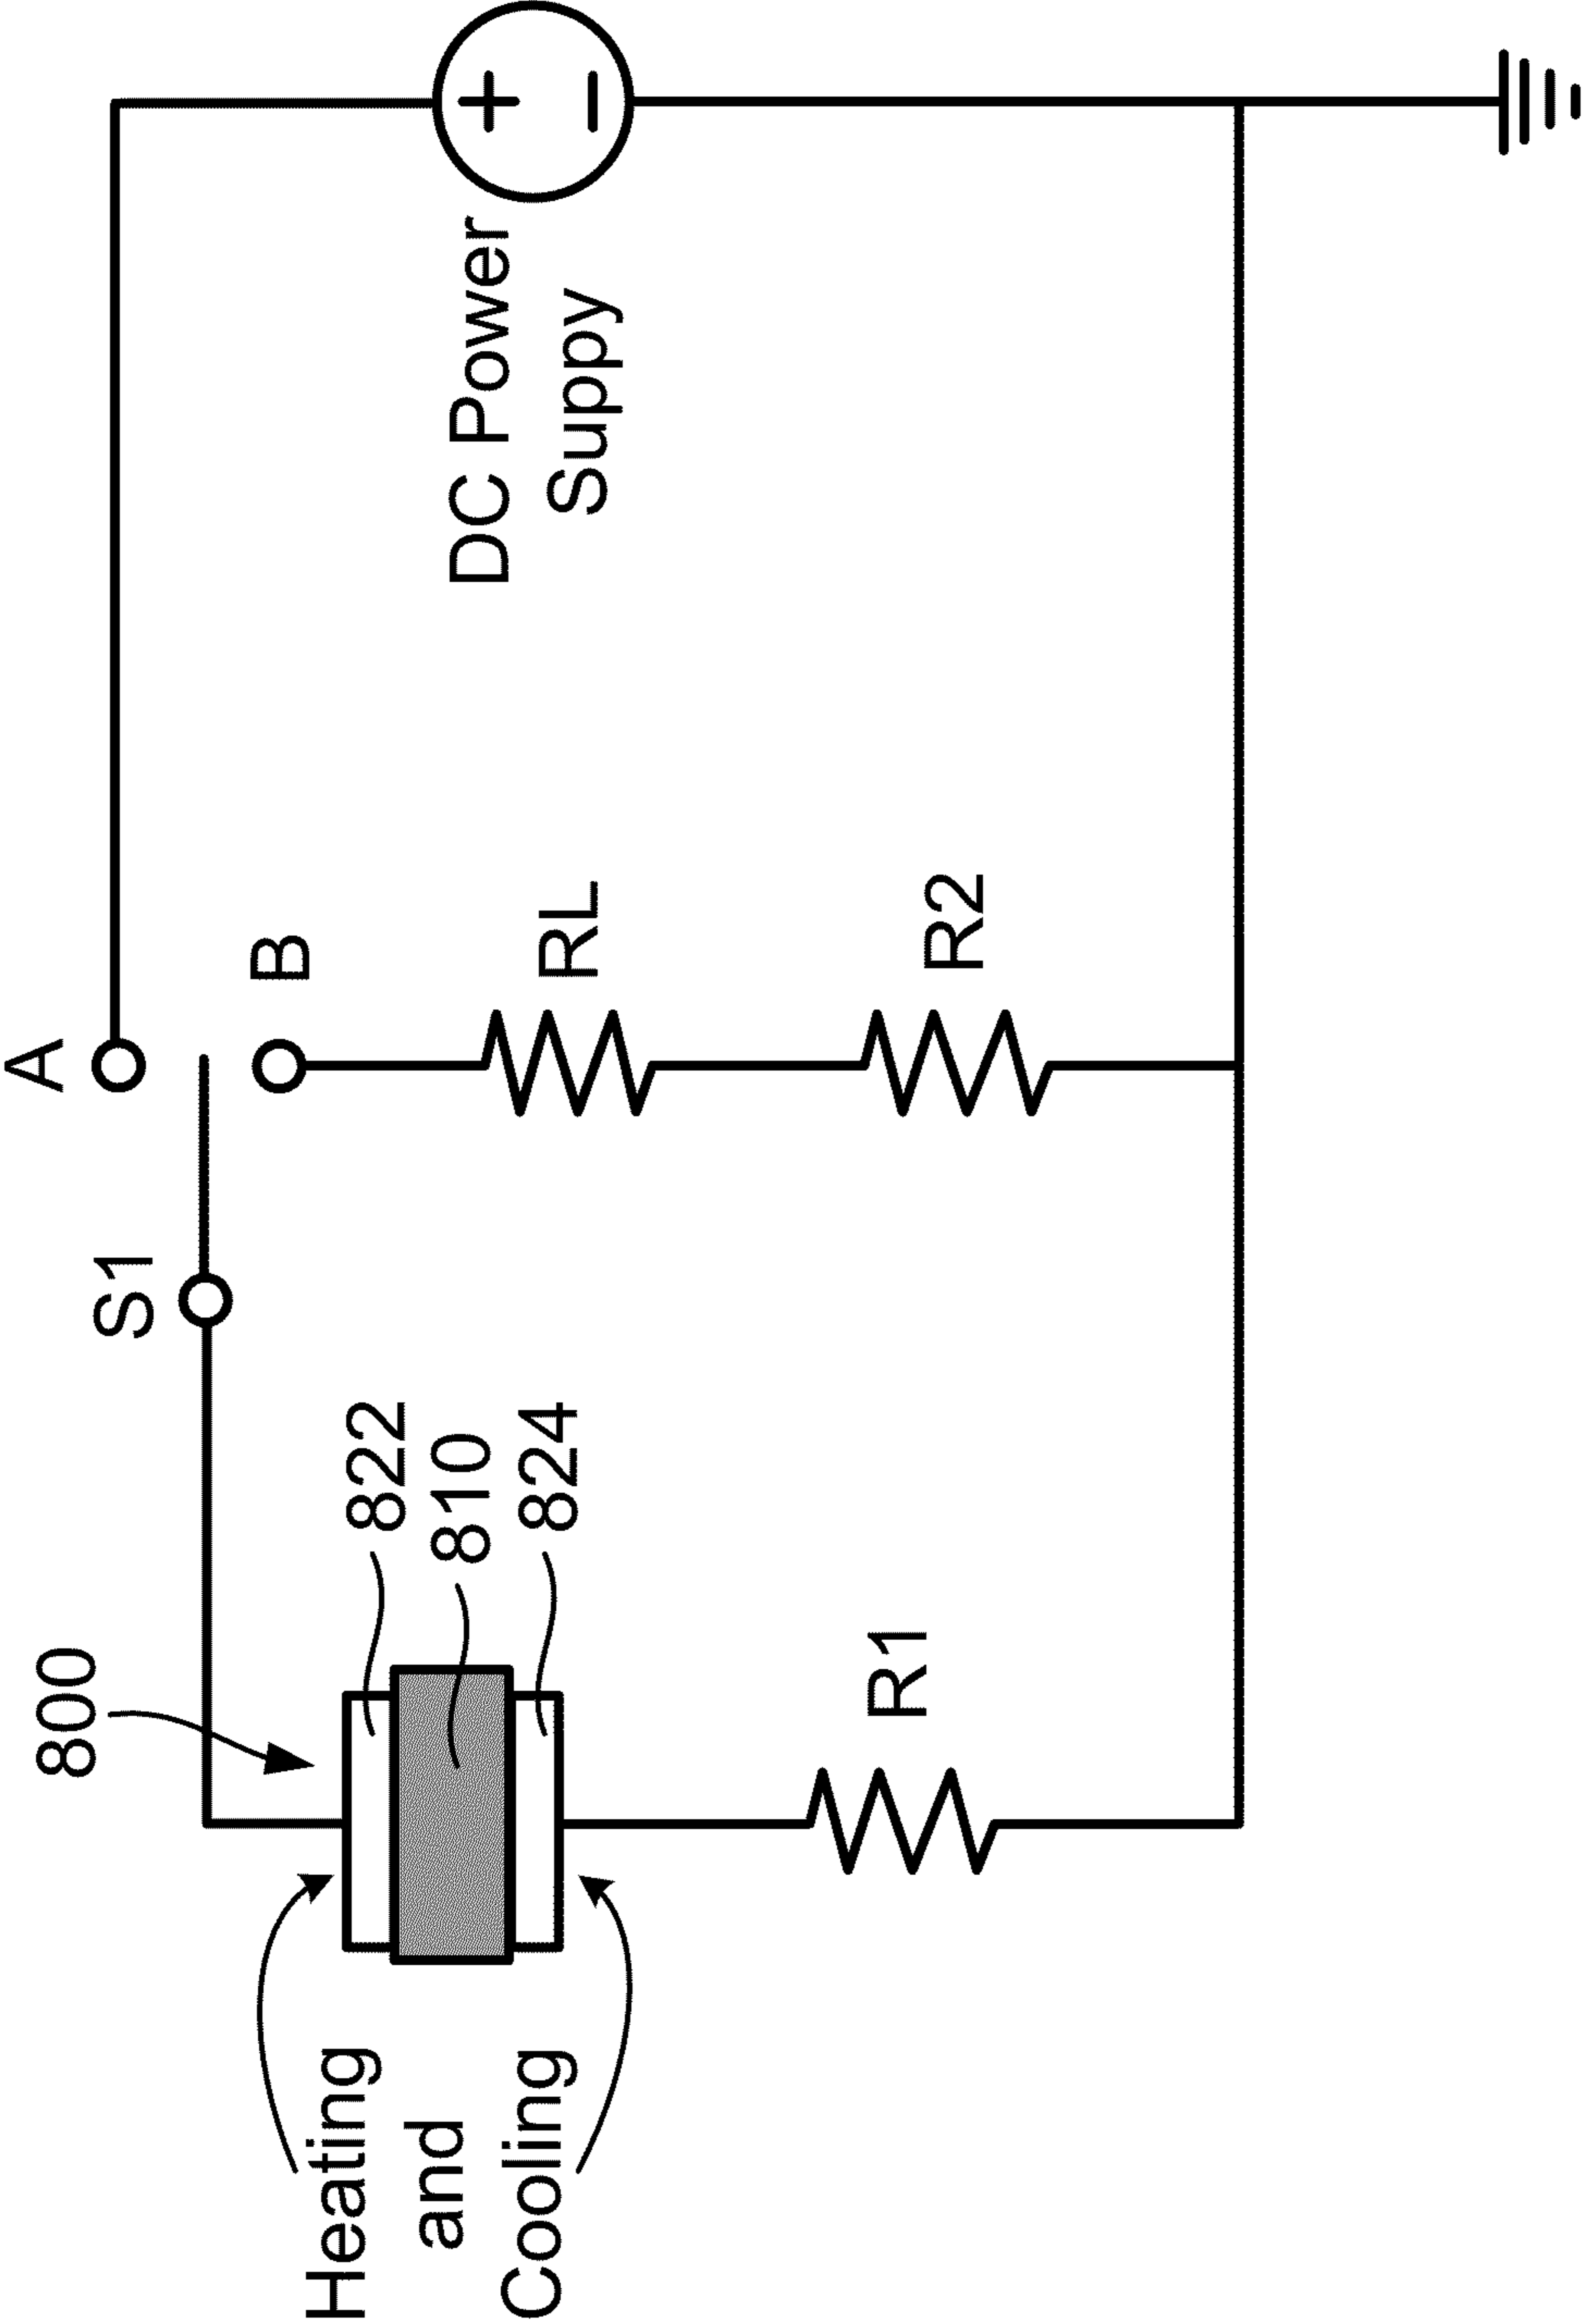 A
800
S1
B
Heating
and
Cooling
822
810
824
DC Power
Suppy
+
−
RL
R1
R2